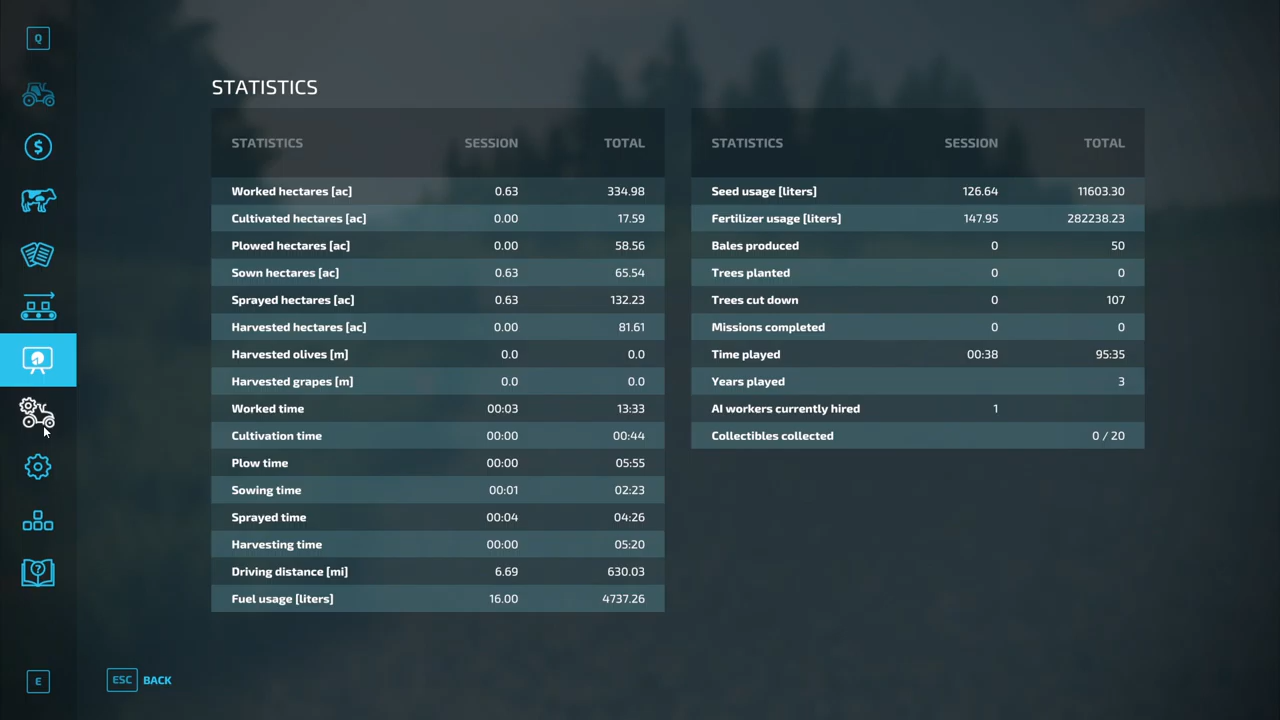 Q
STATISTICS
STATISTICS SESSION TOTAL
Worked hectares [ac] 0.63 334.98
Cultivated hectares [ac] 0.00 17.59
Plowed hectares [ac] 0.00 58.56
Sown hectares [ac] 0.63 65.54
Sprayed hectares [ac] 0.63 132.23
Harvested hectares [ac] 0.00 81.61
Harvested olives [m] 0.0 0.0
Harvested grapes [m] 0.0 0.0
Worked time 00:03 13:33
Cultivation time 00:00 00:44
Plow time 00:00 05:55
Sowing time 00:01 02:23
Sprayed time 00:04 04:26
Harvesting time 00:00 05:20
Driving distance [mi] 6.69 630.03
Fuel usage [liters] 16.00 4737.26
STATISTICS SESSION TOTAL
Seed usage [liters] 126.64 11603.30
Fertilizer usage [liters] 147.95 282238.23
Bales produced 0 50
Trees planted 0 0
Trees cut down 0 107
Missions completed 0 0
Time played 00:38 95:35
Years played 3
AI workers currently hired 1
Collectibles collected 0 / 20
E
ESC BACK